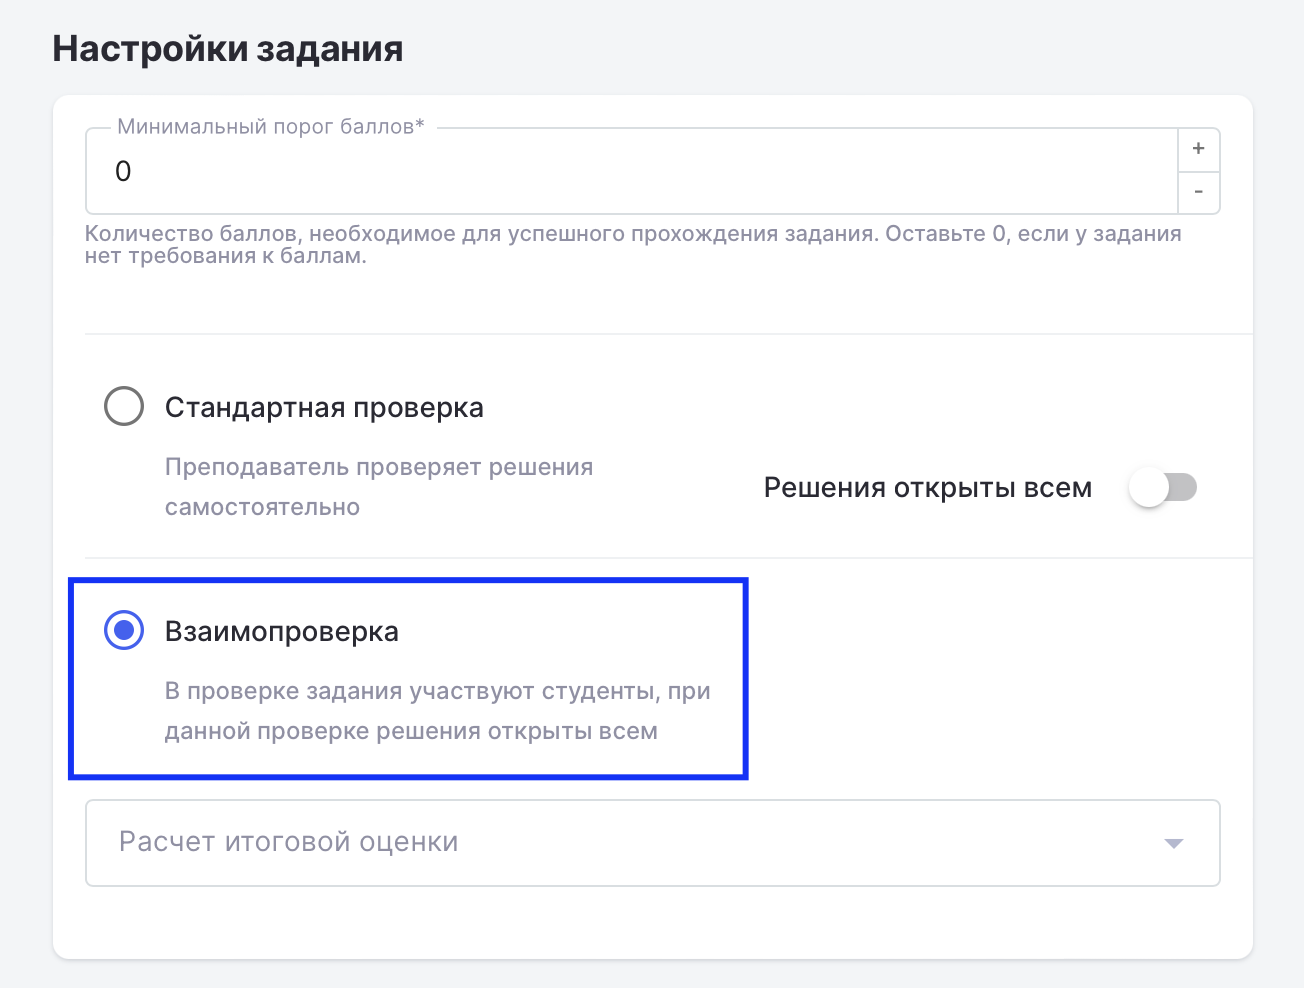 Настройки задания
Минимальный порог баллов*
0
+
-
Количество баллов, необходимое для успешного прохождения задания. Оставьте 0, если у задания
нет требования к баллам.
Стандартная проверка
Преподаватель проверяет решения
самостоятельно
Решения открыты всем
Взаимопроверка
В проверке задания участвуют студенты, при
данной проверке решения открыты всем
Расчет итоговой оценки